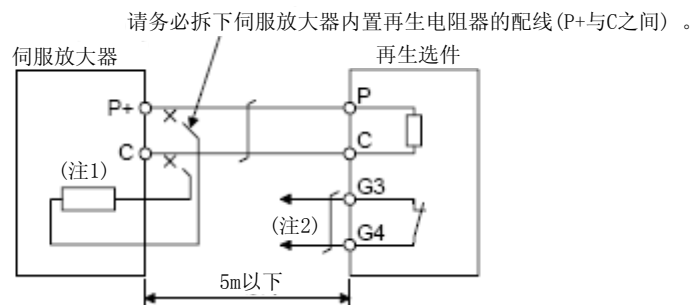 请务必拆下伺服放大器内置再生电阻器的配线(P+与C之间) 。
伺服放大器
再生选件
P+
P
C
C
(注1)
G3
(注2)
G4
5m以下